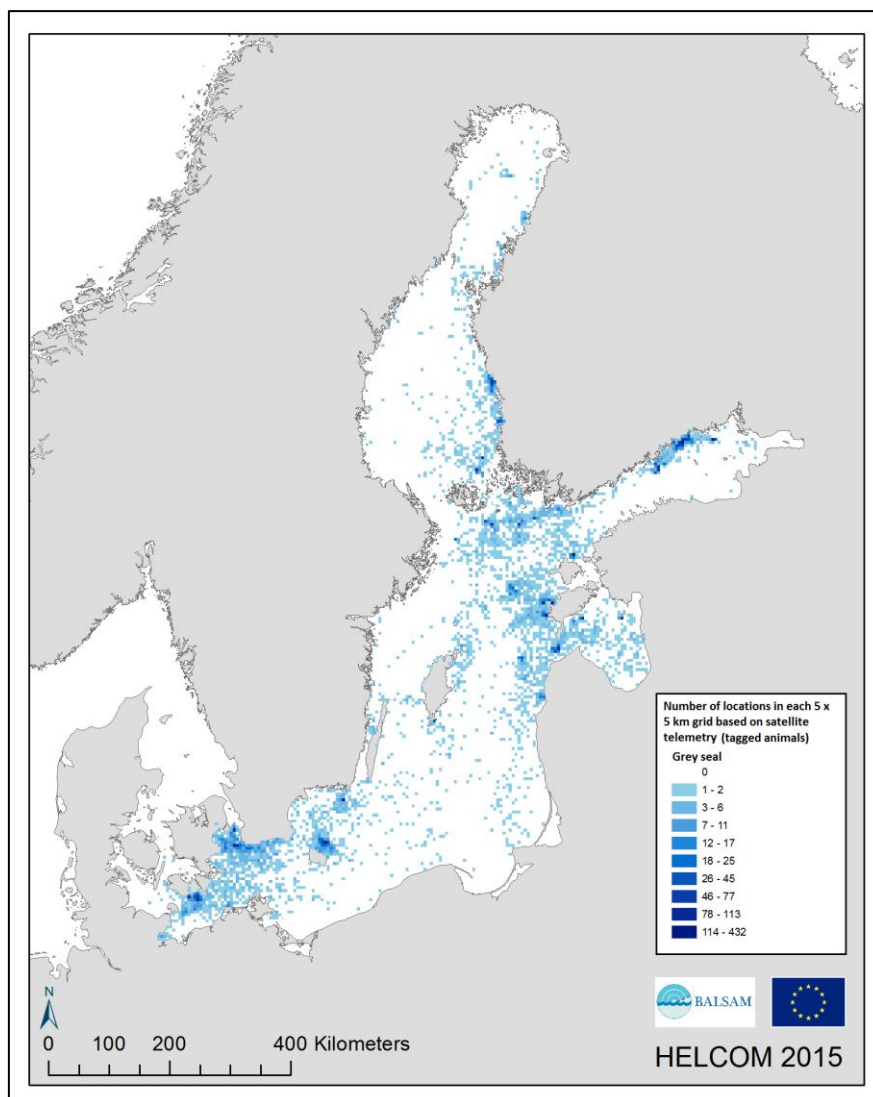 Number of locations in each 5 x
5 km grid based on satellite
telemetry (tagged animals)
Grey seal
0
1 - 2
3 - 6
7 - 11
12 - 17
18 - 25
26 - 45
46 - 77
78 - 113
114 - 432
BALSAM
N
0 100 200 400 Kilometers
HELCOM 2015